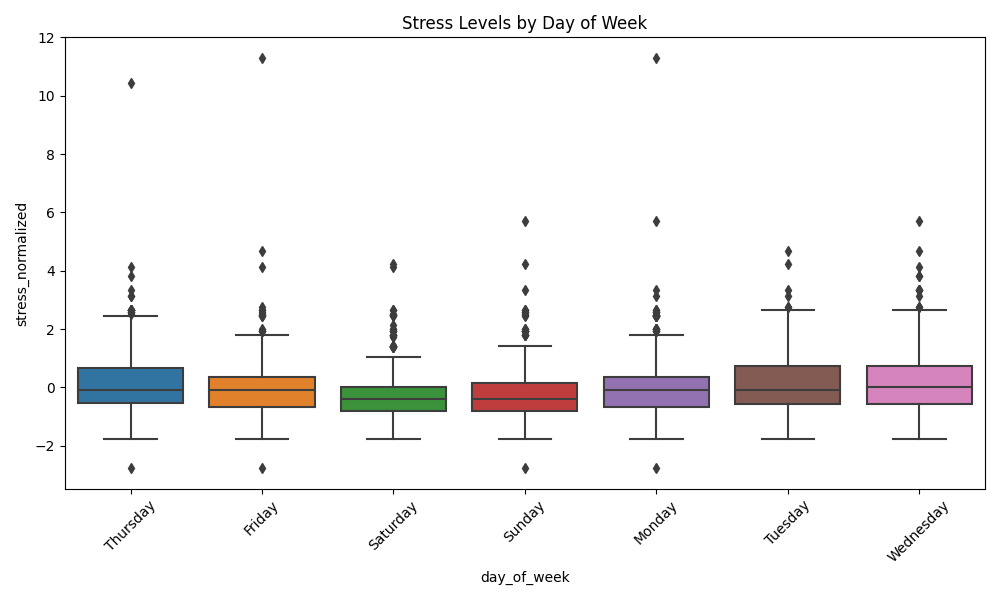 Stress Levels by Day of Week
12
10
8
6
4
2
0
−2
stress_normalized
Thursday
Friday
Saturday
Sunday
Monday
Tuesday
Wednesday
day_of_week